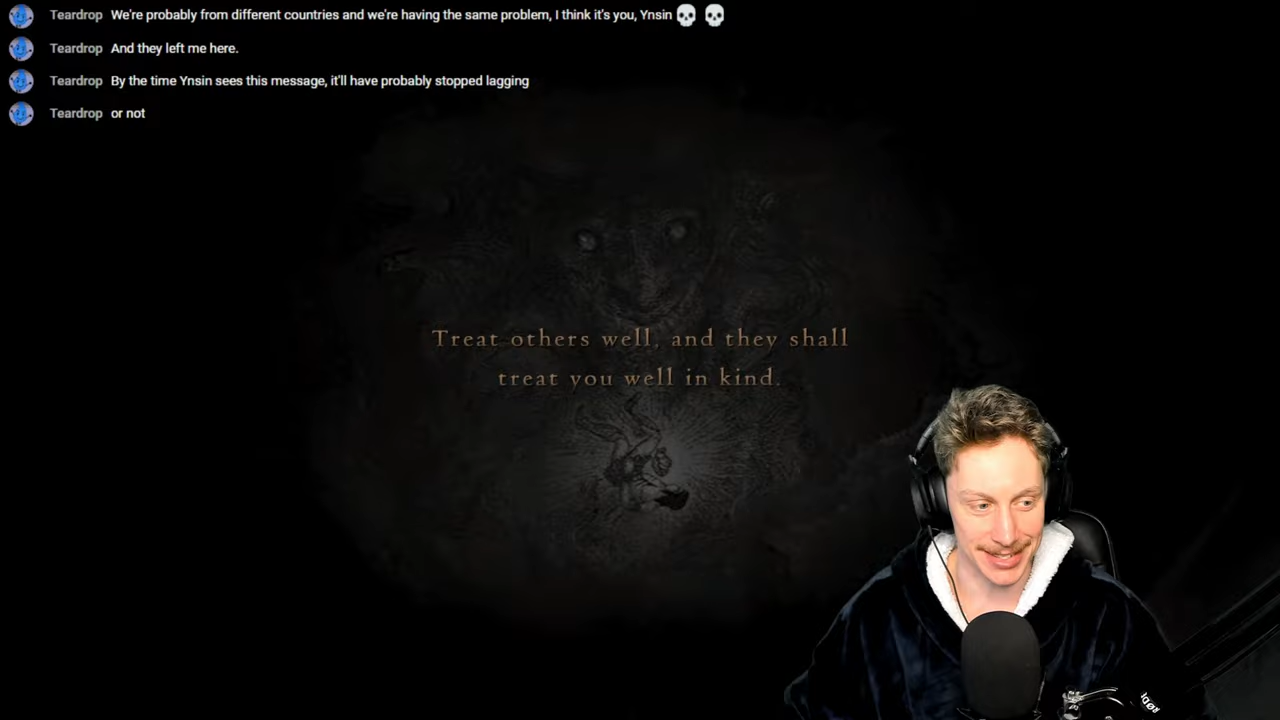 Teardrop We're probably from different countries and we're having the same problem, I think it's you, Ynsin 💀 💀
Teardrop And they left me here.
Teardrop By the time Ynsin sees this message, it'll have probably stopped lagging
Teardrop or not
Treat others well, and they shall
treat you well in kind.
RØDE